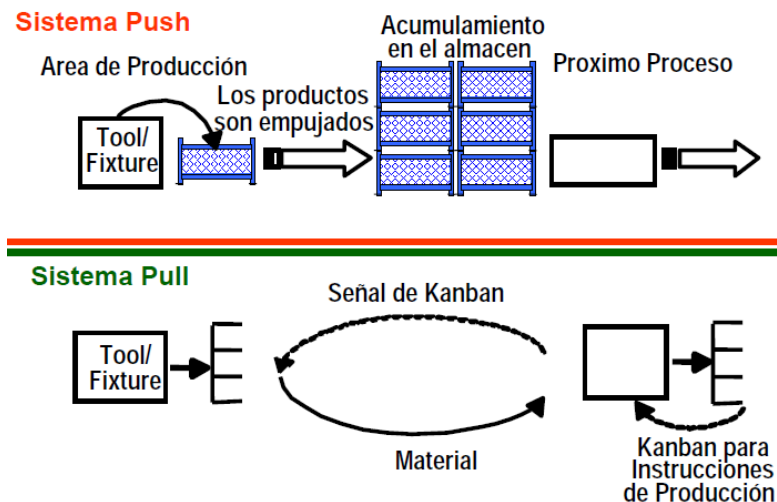 Sistema Push
Area de Producción
Tool/
Fixture
Los productos
son empujados
Acumulamiento
en el almacen
Proximo Proceso
Sistema Pull
Tool/
Fixture
Señal de Kanban
Material
Kanban para
Instrucciones
de Producción